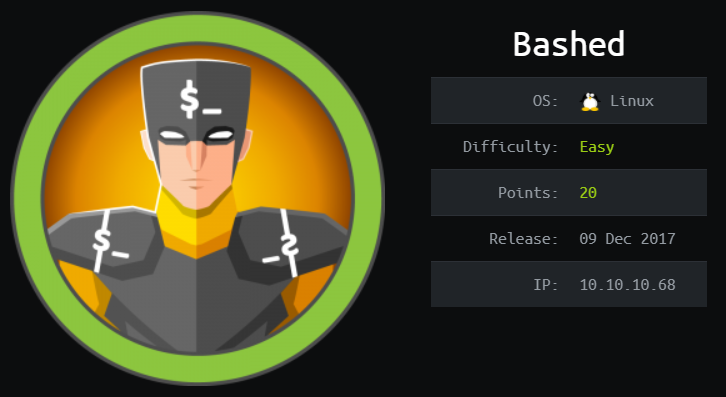 Bashed
$_
OS: Linux
Difficulty: Easy
$_
$_
Points: 20
Release: 09 Dec 2017
IP: 10.10.10.68